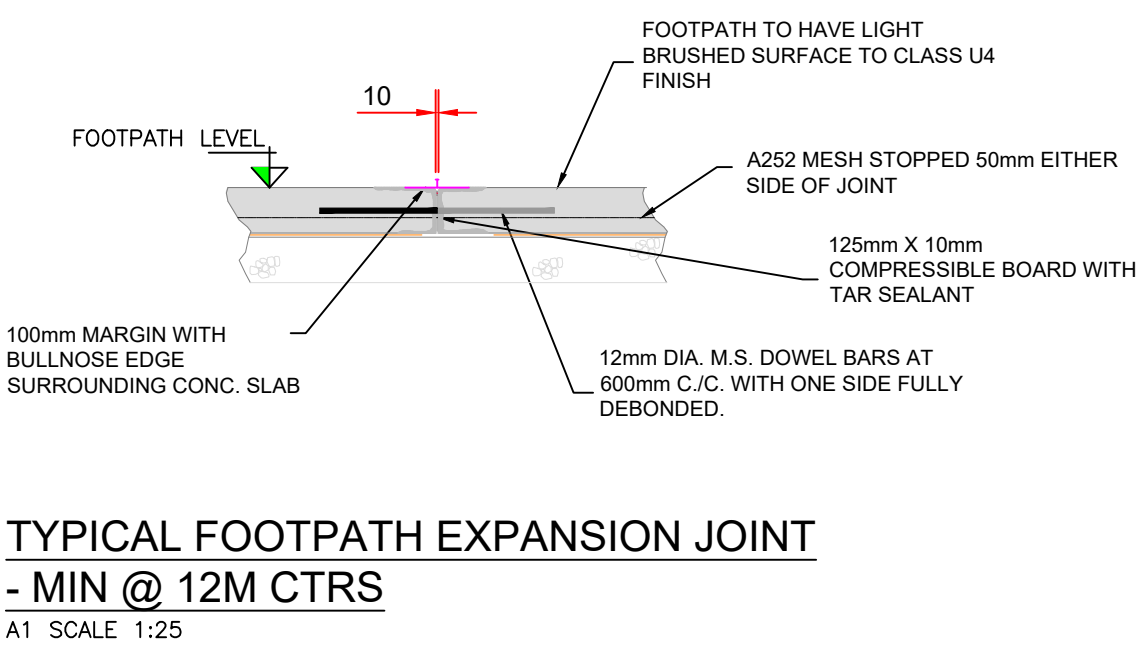 FOOTPATH TO HAVE LIGHT
BRUSHED SURFACE TO CLASS U4
FINISH
10
FOOTPATH LEVEL
A252 MESH STOPPED 50mm EITHER
SIDE OF JOINT
125mm X 10mm
COMPRESSIBLE BOARD WITH
TAR SEALANT
100mm MARGIN WITH
BULLNOSE EDGE
SURROUNDING CONC. SLAB
12mm DIA. M.S. DOWEL BARS AT
600mm C./C. WITH ONE SIDE FULLY
DEBONDED.
TYPICAL FOOTPATH EXPANSION JOINT
- MIN @ 12M CTRS
A1 SCALE 1:25